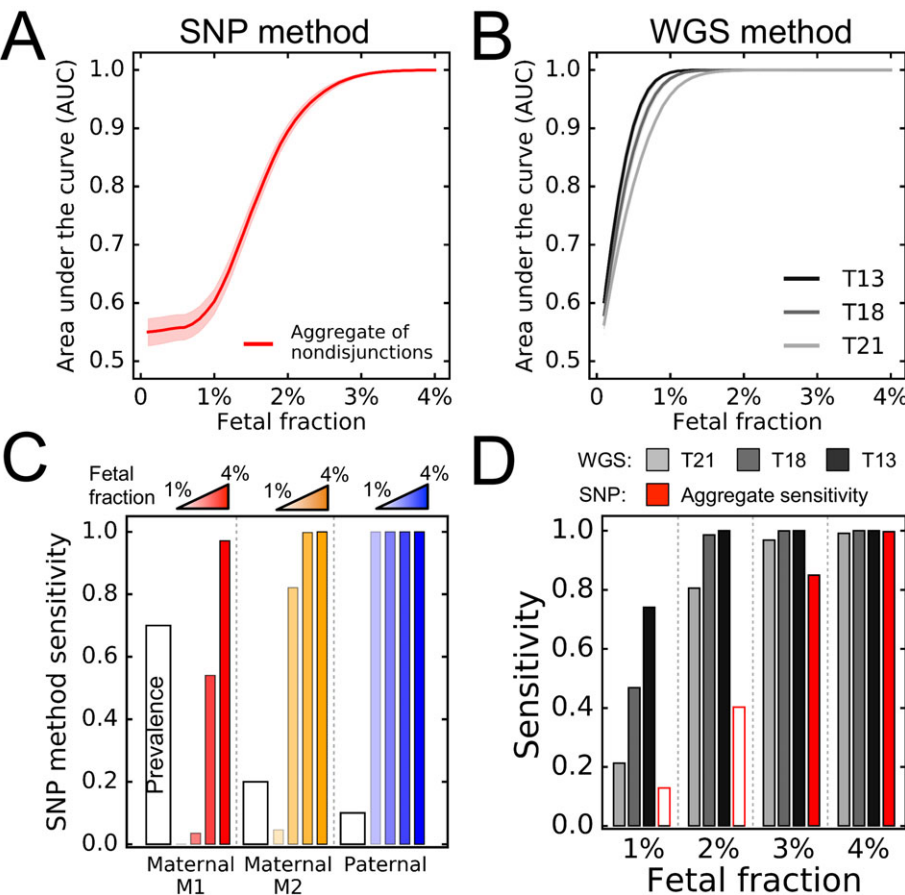 A
SNP method
Area under the curve (AUC)
1.0
0.9
0.8
0.7
0.6
0.5
Aggregate of
nondisjunctions
0
1%
2%
3%
4%
Fetal fraction
B
WGS method
Area under the curve (AUC)
1.0
0.9
0.8
0.7
0.6
0.5
T13
T18
T21
0
1%
2%
3%
4%
Fetal fraction
C
Fetal
fraction
1%
4%
1%
4%
1%
4%
SNP method sensitivity
1.0
0.8
0.6
0.4
0.2
0.0
Prevalence
Maternal
M1
Maternal
M2
Paternal
D
WGS: T21 T18 T13
SNP: Aggregate sensitivity
Sensitivity
1.0
0.8
0.6
0.4
0.2
0.0
1%
2%
3%
4%
Fetal fraction